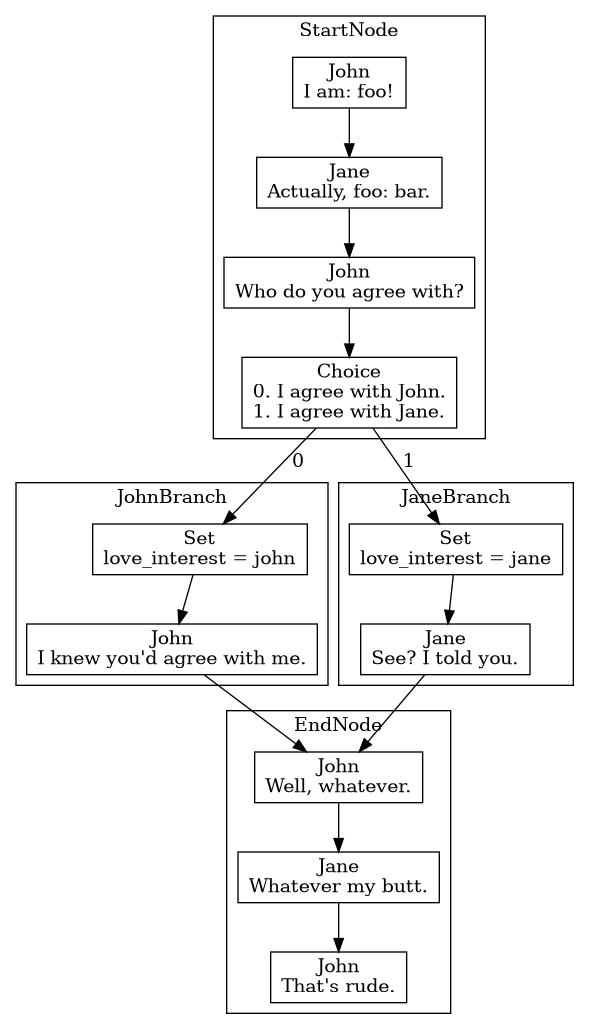 StartNode
John
I am: foo!
Jane
Actually, foo: bar.
John
Who do you agree with?
Choice
0. I agree with John.
1. I agree with Jane.
0
1
JohnBranch
Set
love_interest = john
John
I knew you'd agree with me.
JaneBranch
Set
love_interest = jane
Jane
See? I told you.
EndNode
John
Well, whatever.
Jane
Whatever my butt.
John
That's rude.